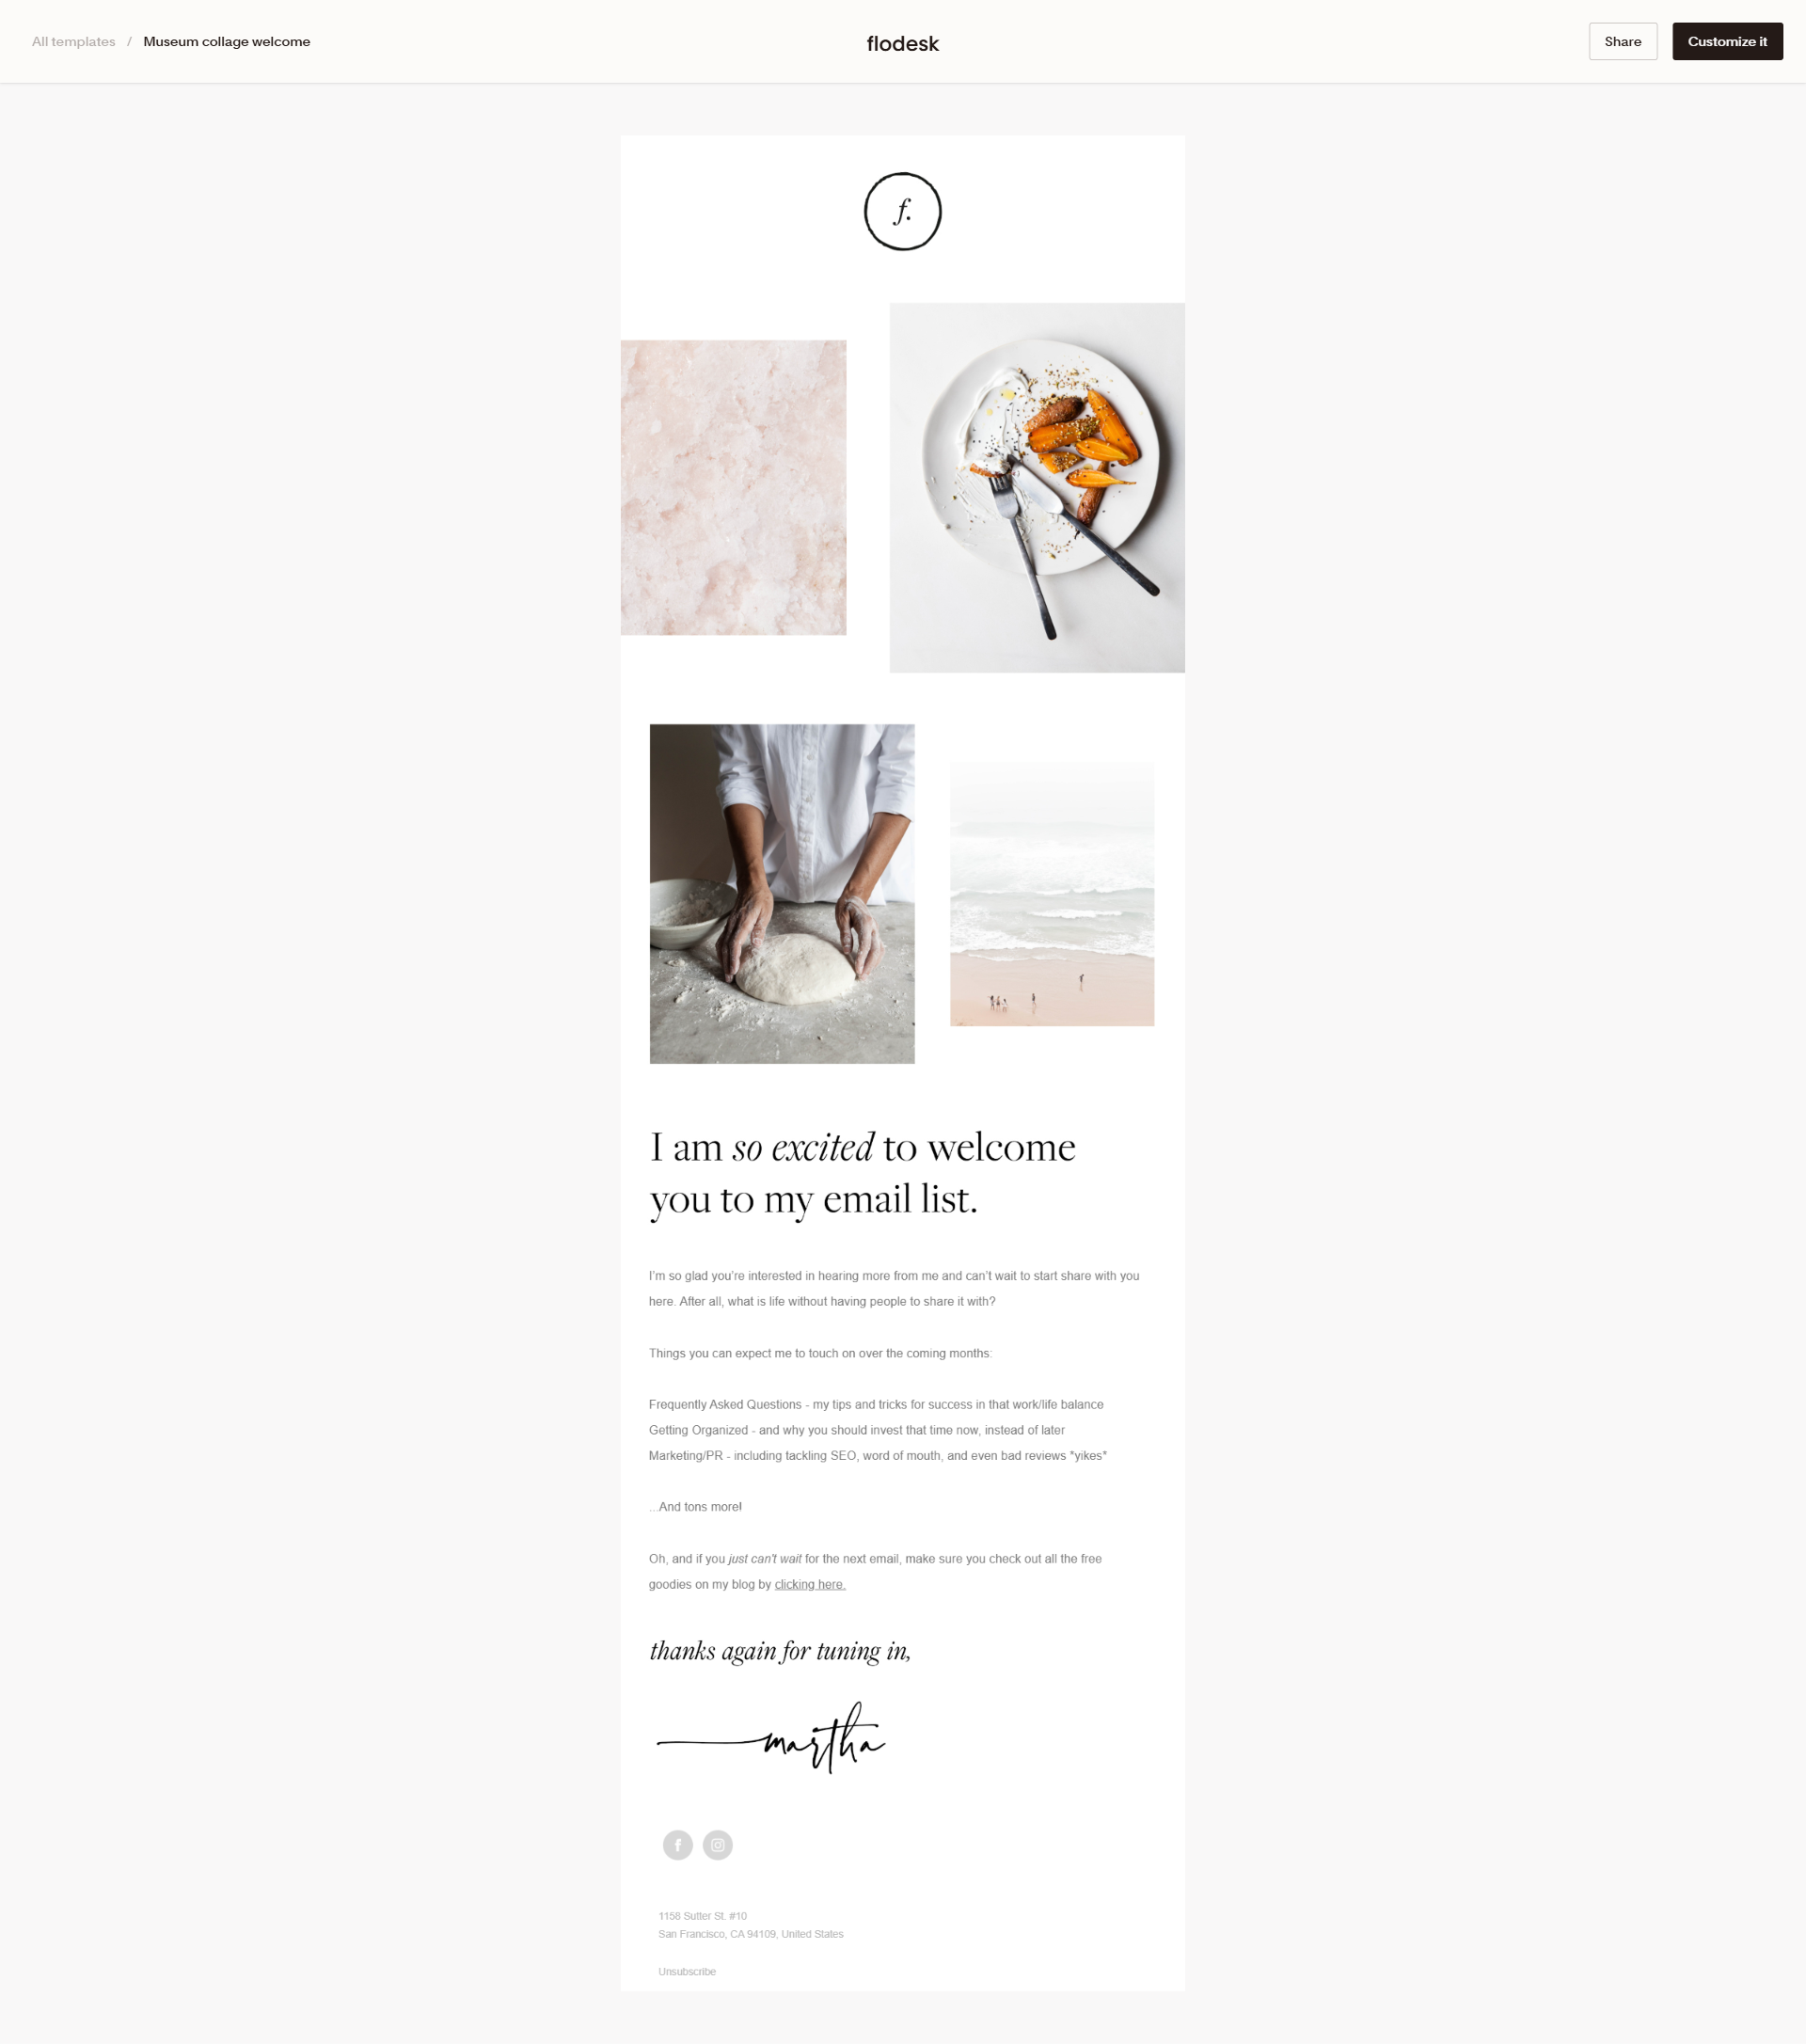 All templates / Museum collage welcome
flodesk
Share
Customize it
f.
I am so excited to welcome
you to my email list.
I'm so glad you're interested in hearing more from me and can't wait to start share with you
here. After all, what is life without having people to share it with?
Things you can expect me to touch on over the coming months:
Frequently Asked Questions - my tips and tricks for success in that work/life balance
Getting Organized - and why you should invest that time now, instead of later
Marketing/PR - including tackling SEO, word of mouth, and even bad reviews *yikes*
...And tons more!
Oh, and if you just can't wait for the next email, make sure you check out all the free
goodies on my blog by clicking here.
thanks again for tuning in,
martha
1158 Sutter St. #10
San Francisco, CA 94109, United States
Unsubscribe